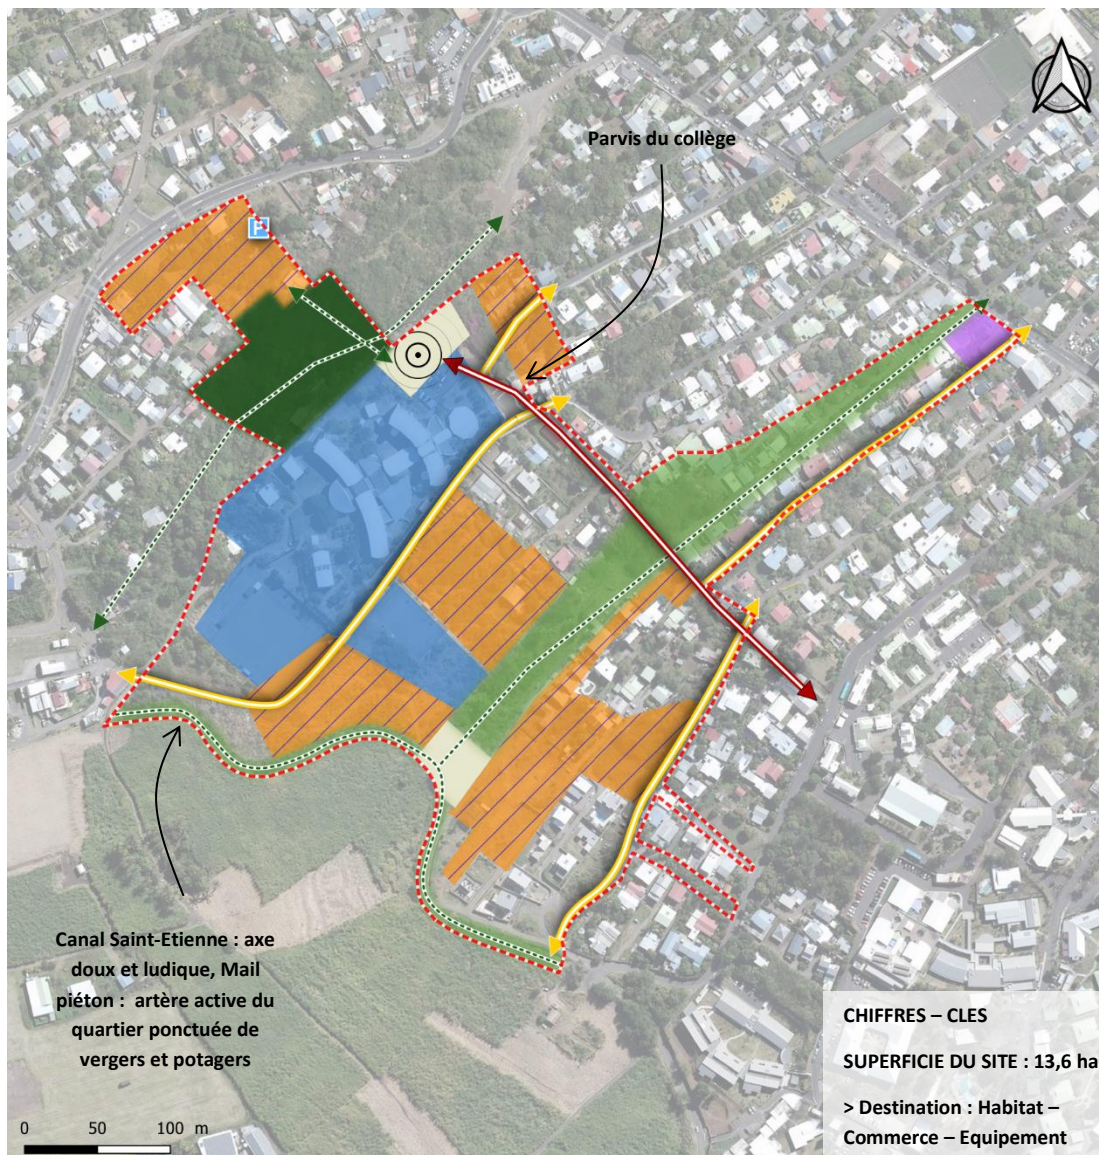 Parvis du collège
P
Canal Saint-Etienne : axe
doux et ludique, Mail
piéton : artère active du
quartier ponctuée de
vergers et potagers
CHIFFRES – CLES
SUPERFICIE DU SITE : 13,6 ha
> Destination : Habitat –
Commerce – Equipement
0 50 100 m